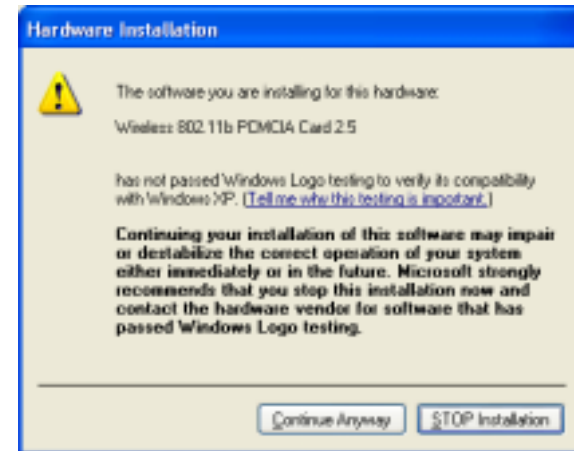 Hardware Installation
The software you are installing for this hardware:
Wireless 802.11b PCMCIA Card 2.5
has not passed Windows Logo testing to verify its compatibility
with Windows XP. (Tell me why this testing is important.)
Continuing your installation of this software may impair
or destabilize the correct operation of your system
either immediately or in the future. Microsoft strongly
recommends that you stop this installation now and
contact the hardware vendor for software that has
passed Windows Logo testing.
Continue Anyway
STOP Installation